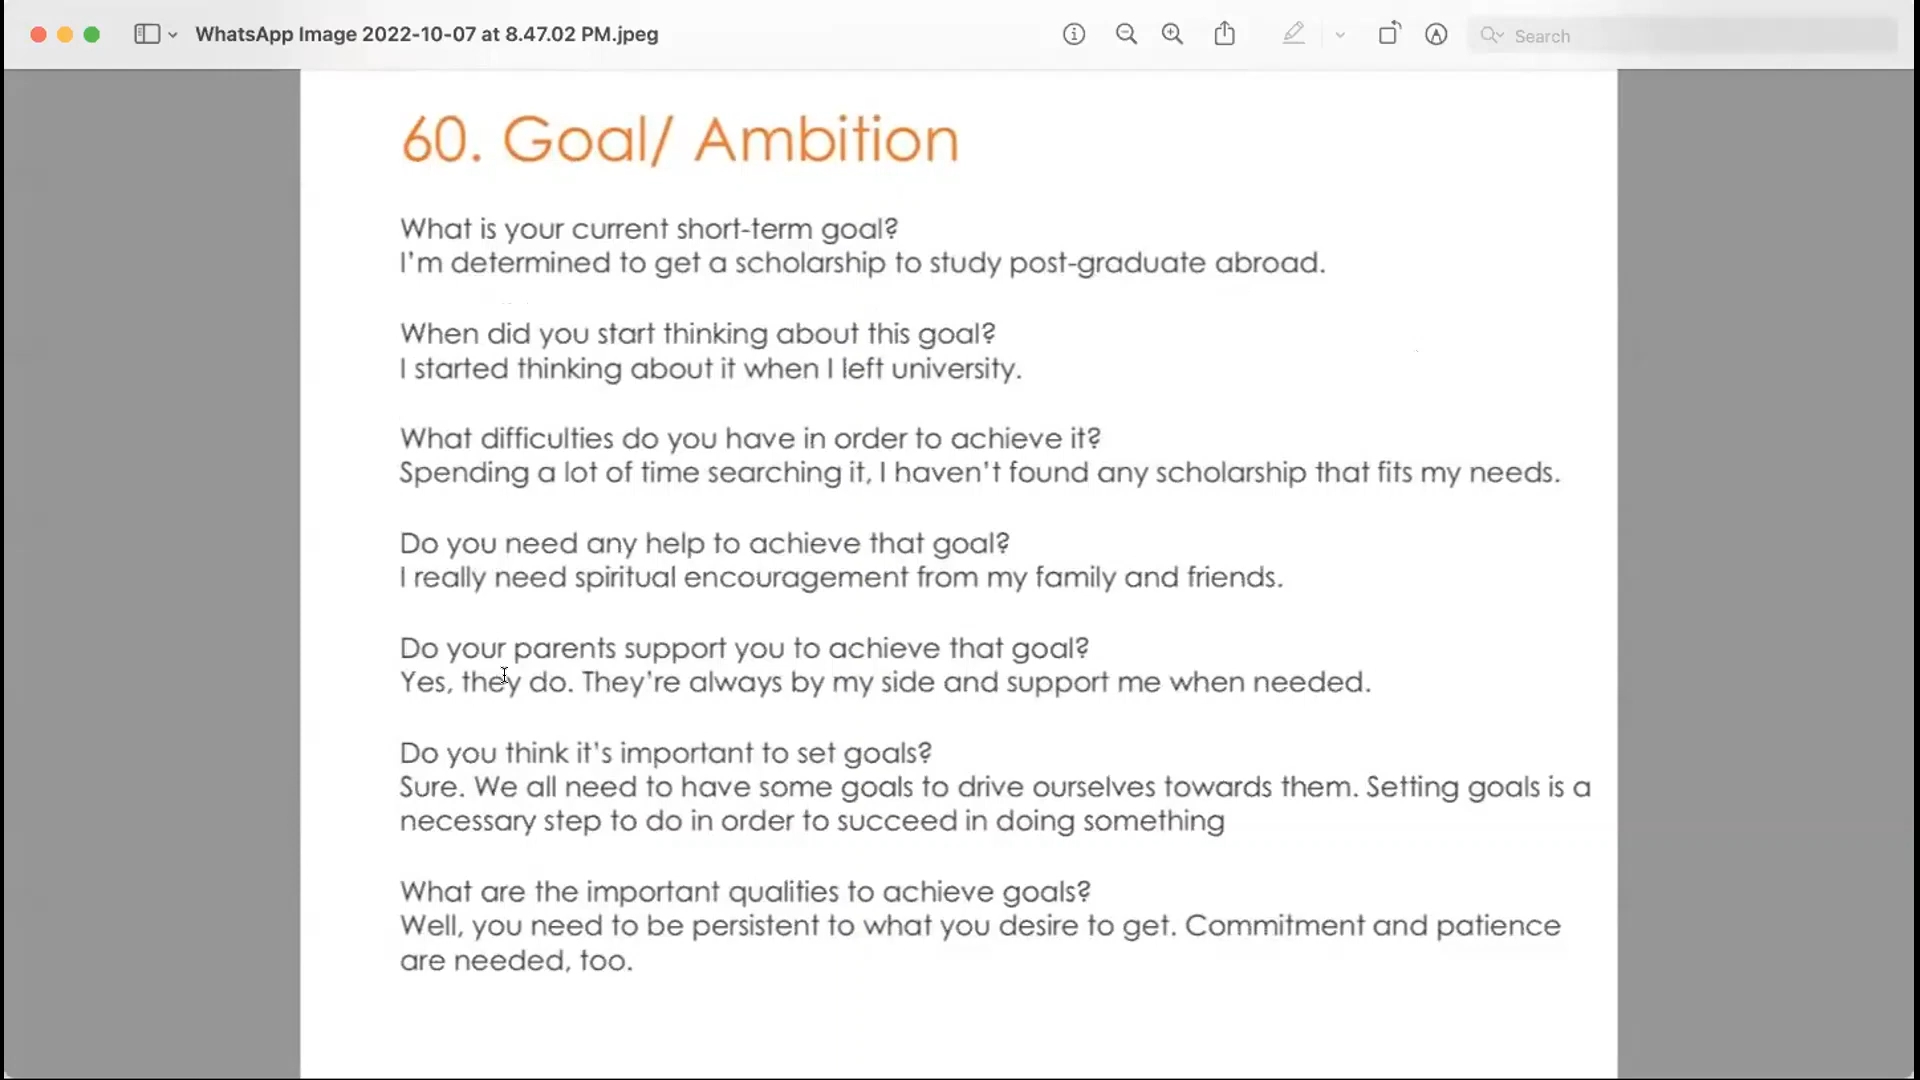 WhatsApp Image 2022-10-07 at 8.47.02 PM.jpeg
Search
60. Goal/ Ambition
What is your current short-term goal?
I'm determined to get a scholarship to study post-graduate abroad.
When did you start thinking about this goal?
I started thinking about it when I left university.
What difficulties do you have in order to achieve it?
Spending a lot of time searching it, I haven't found any scholarship that fits my needs.
Do you need any help to achieve that goal?
I really need spiritual encouragement from my family and friends.
Do your parents support you to achieve that goal?
Yes, they do. They're always by my side and support me when needed.
Do you think it's important to set goals?
Sure. We all need to have some goals to drive ourselves towards them. Setting goals is a
necessary step to do in order to succeed in doing something
What are the important qualities to achieve goals?
Well, you need to be persistent to what you desire to get. Commitment and patience
are needed, too.